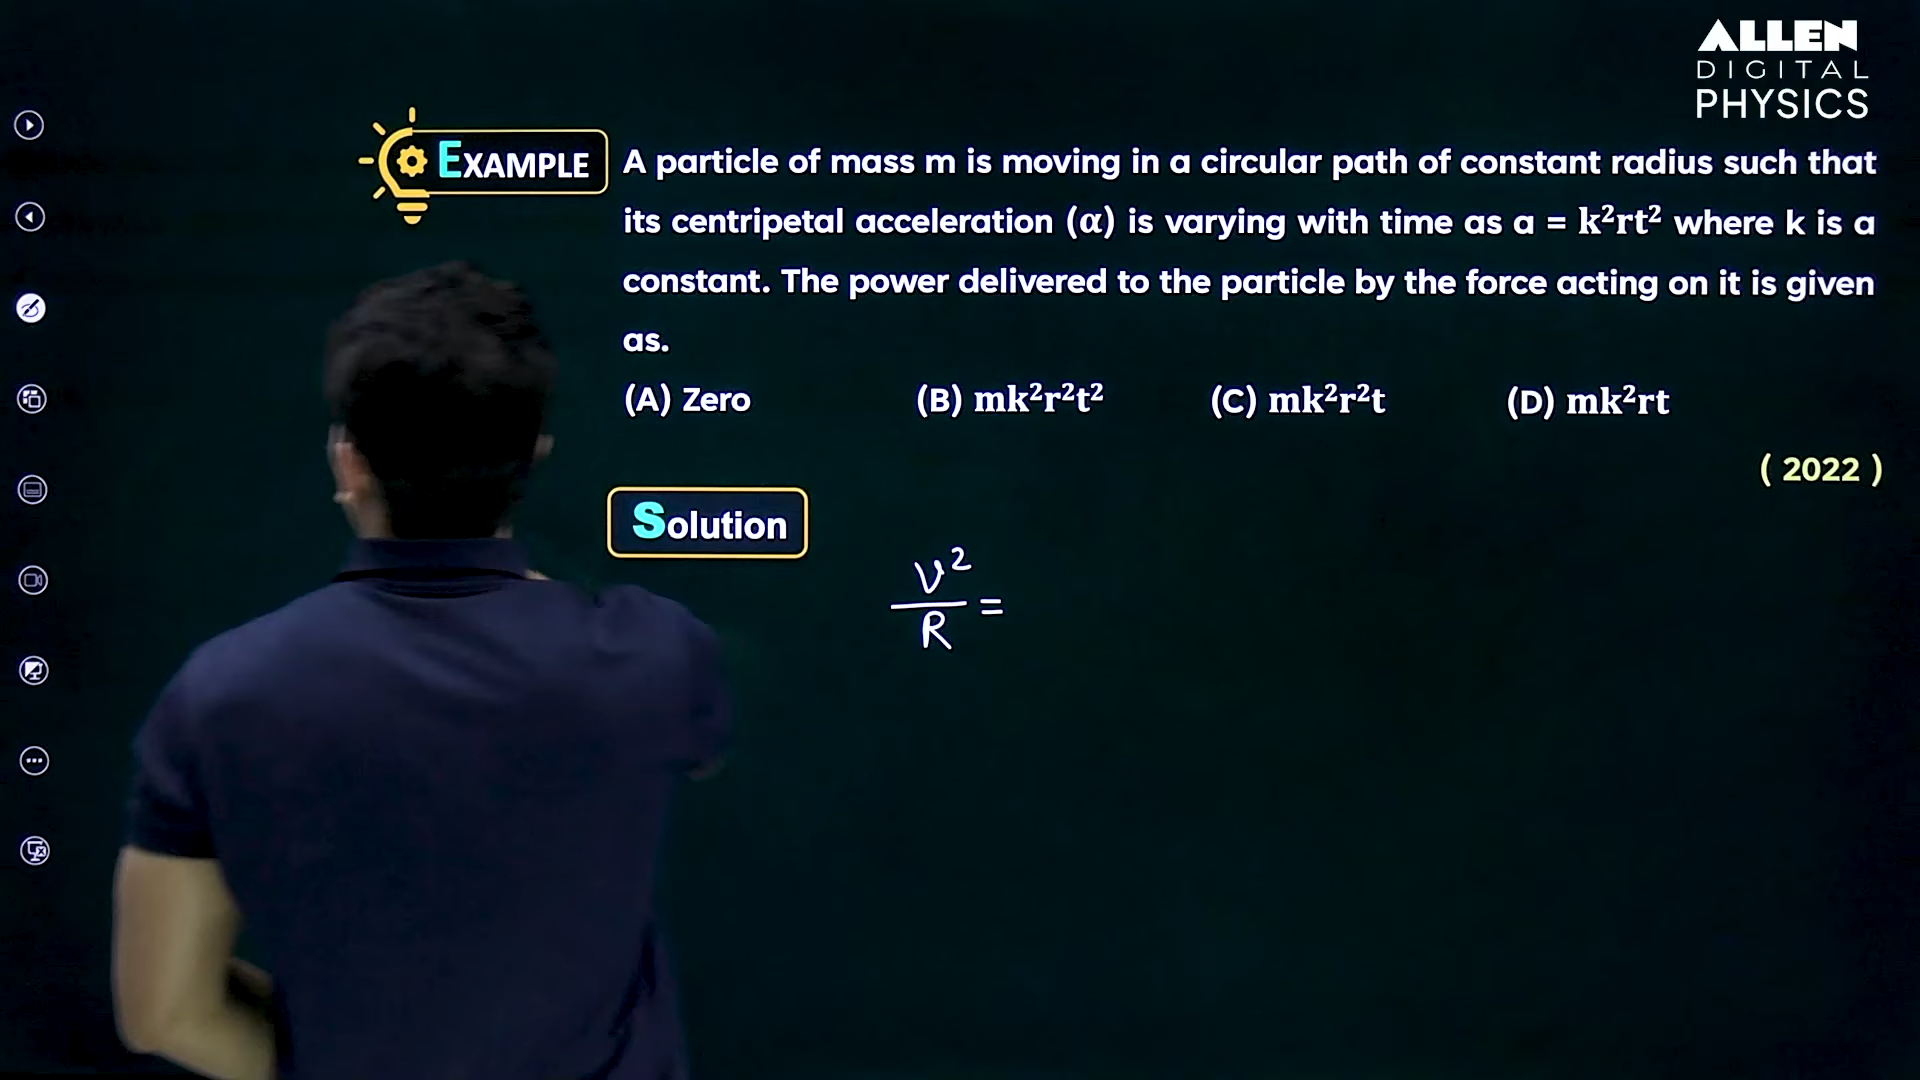 ALLEN
DIGITAL
PHYSICS
EXAMPLE
A particle of mass m is moving in a circular path of constant radius such that
its centripetal acceleration (α) is varying with time as a = k²rt² where k is a
constant. The power delivered to the particle by the force acting on it is given
as.
(A) Zero (B) mk²r²t² (C) mk²r²t (D) mk²rt
( 2022 )
Solution
v²
R =